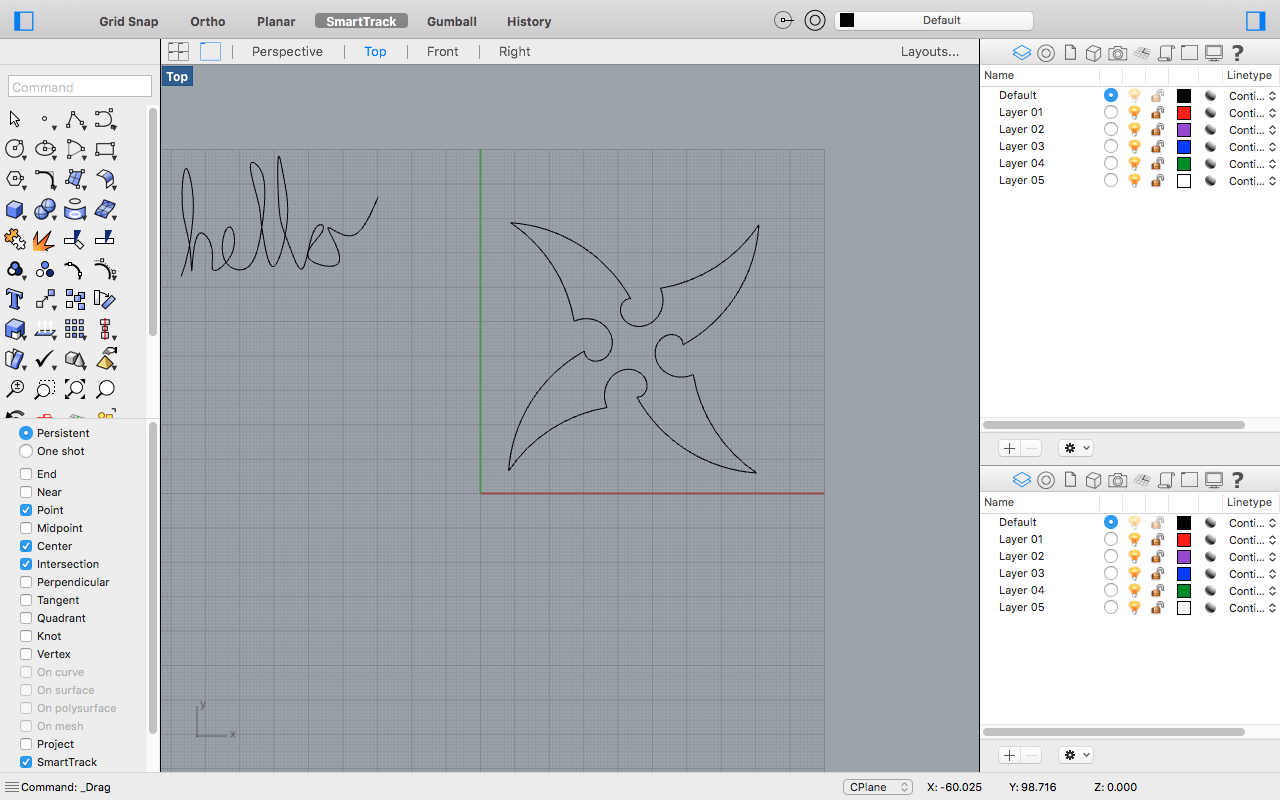 Grid Snap Ortho Planar SmartTrack Gumball History Default
Perspective Top Front Right Layouts...
Top
Command
hello
Persistent
One shot
End
Near
Point
Midpoint
Center
Intersection
Perpendicular
Tangent
Quadrant
Knot
Vertex
On curve
On surface
On polysurface
On mesh
Project
SmartTrack
y
x
Name Linetype
Default Conti...
Layer 01 Conti...
Layer 02 Conti...
Layer 03 Conti...
Layer 04 Conti...
Layer 05 Conti...
Name Linetype
Default Conti...
Layer 01 Conti...
Layer 02 Conti...
Layer 03 Conti...
Layer 04 Conti...
Layer 05 Conti...
Command: _Drag CPlane X: -60.025 Y: 98.716 Z: 0.000